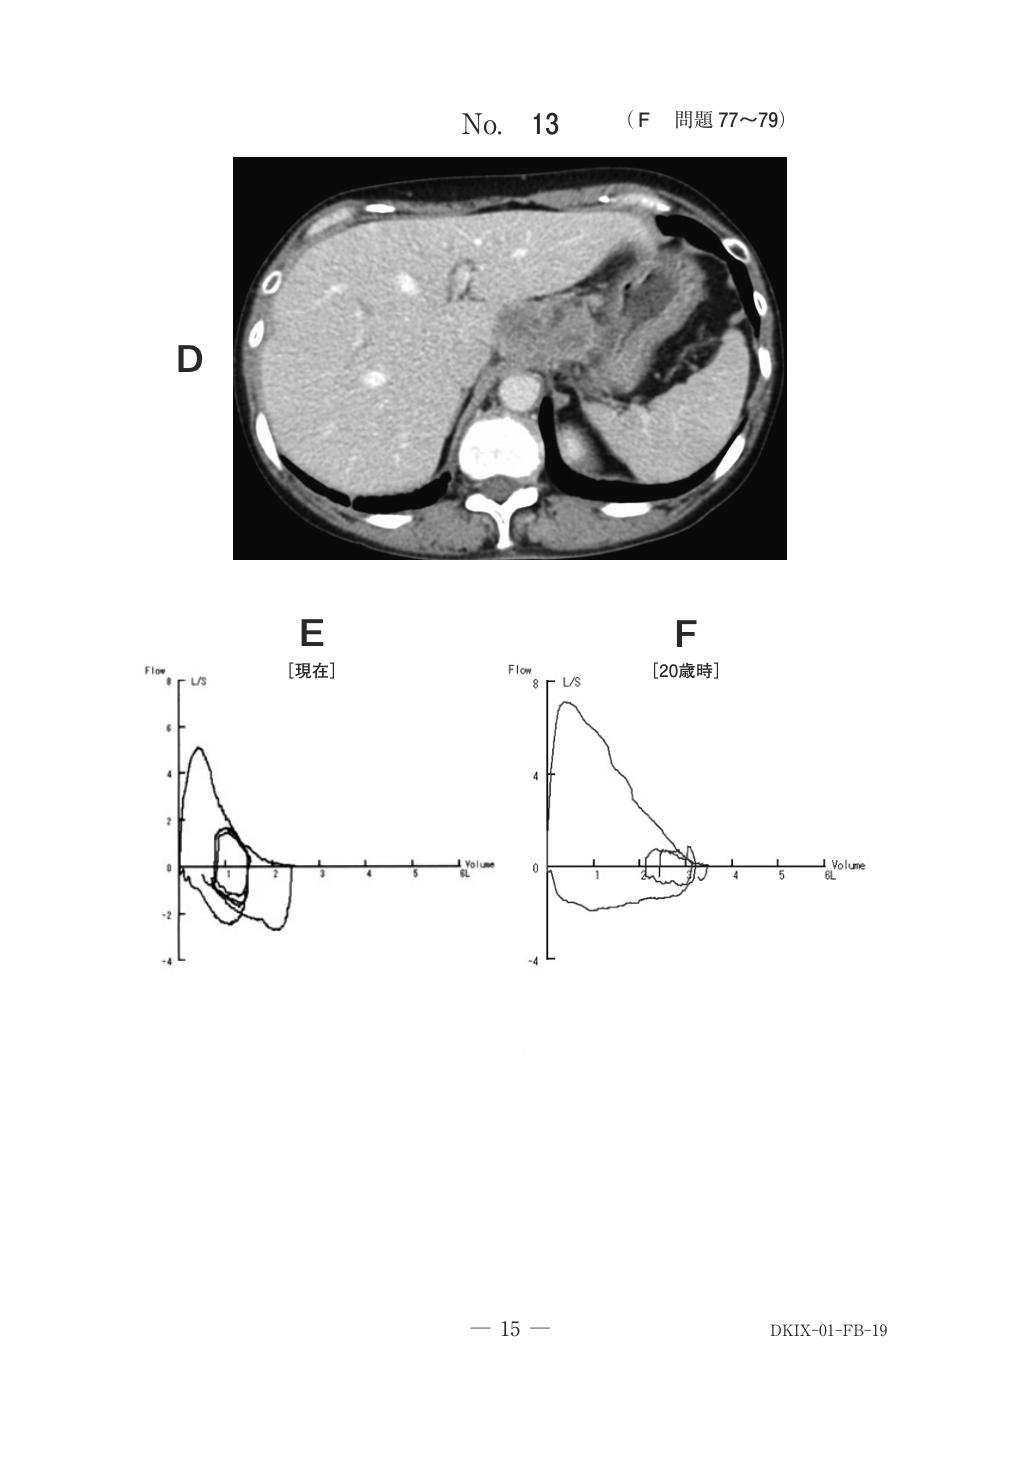 No. 13 （F 問題 77～79）
D
E
F
[現在]
[20歳時]
Flow
8
L/S
6
4
2
0
-2
-4
1
2
3
4
5
6L
Volume
Flow
8
L/S
4
0
-4
1
2
3
4
5
6L
Volume
— 15 —
DKIX-01-FB-19